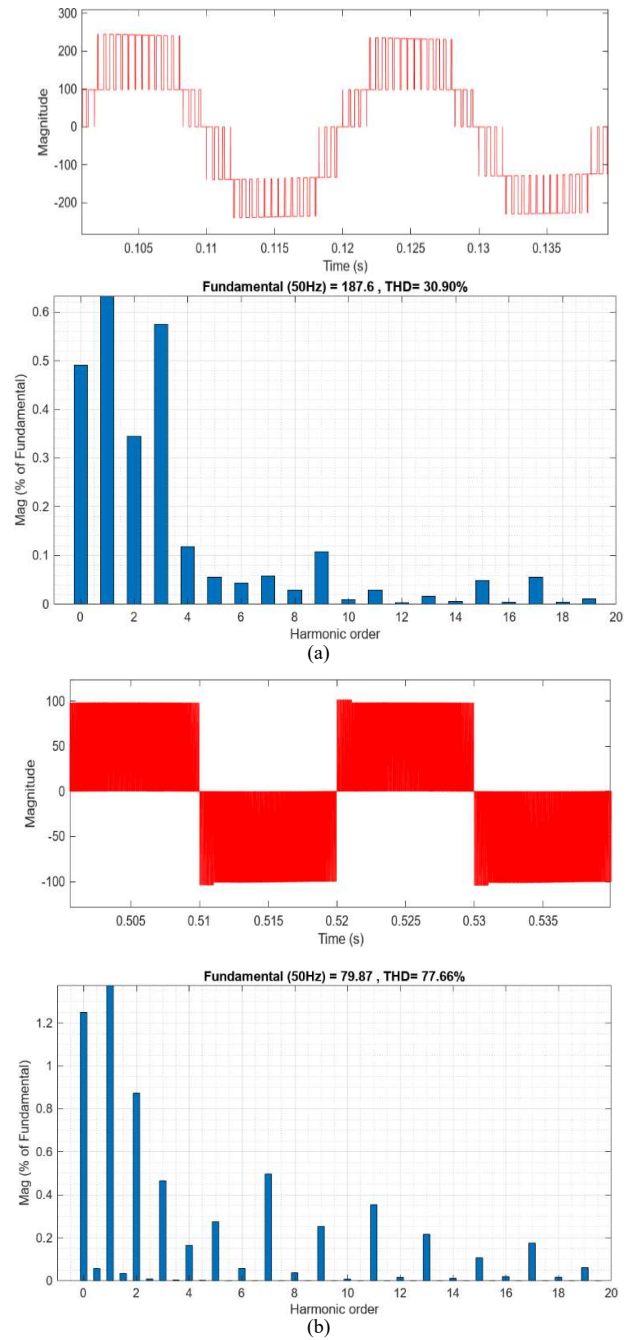 300
200
100
0
-100
-200
Magnitude
0.105 0.11 0.115 0.12 0.125 0.13 0.135
Time (s)
Fundamental (50Hz) = 187.6 , THD= 30.90%
0.6
0.5
0.4
0.3
0.2
0.1
0
Mag (% of Fundamental)
0 2 4 6 8 10 12 14 16 18 20
Harmonic order
(a)
100
50
0
-50
-100
Magnitude
0.505 0.51 0.515 0.52 0.525 0.53 0.535
Time (s)
Fundamental (50Hz) = 79.87 , THD= 77.66%
1.2
1
0.8
0.6
0.4
0.2
0
Mag (% of Fundamental)
0 2 4 6 8 10 12 14 16 18 20
Harmonic order
(b)